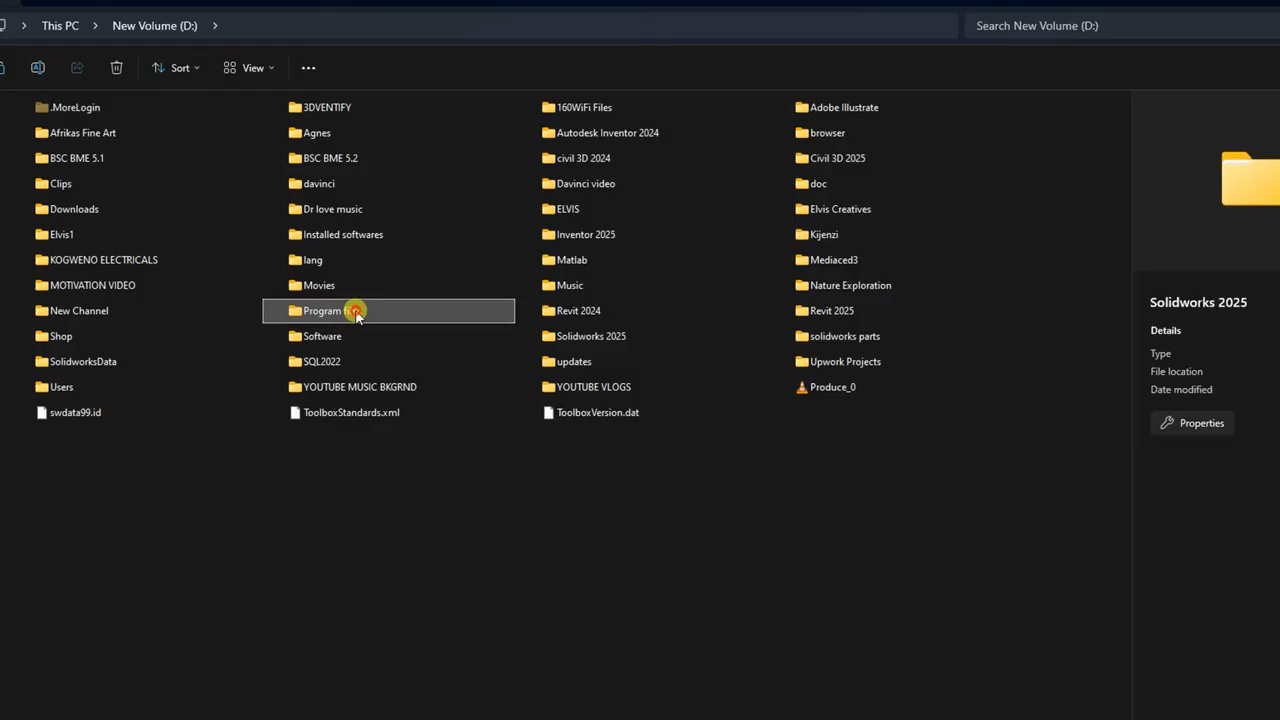 This PC > New Volume (D:) >
Search New Volume (D:)
Sort
View
.MoreLogin
3DVENTIFY
160WiFi Files
Adobe Illustrate
Afrikas Fine Art
Agnes
Autodesk Inventor 2024
browser
BSC BME 5.1
BSC BME 5.2
civil 3D 2024
Civil 3D 2025
Clips
davinci
Davinci video
doc
Downloads
Dr love music
ELVIS
Elvis Creatives
Elvis1
Installed softwares
Inventor 2025
Kijenzi
KOGWENO ELECTRICALS
lang
Matlab
Mediaced3
MOTIVATION VIDEO
Movies
Music
Nature Exploration
New Channel
Program
Revit 2024
Revit 2025
Shop
Software
Solidworks 2025
solidworks parts
SolidworksData
SQL2022
updates
Upwork Projects
Users
YOUTUBE MUSIC BKGRND
YOUTUBE VLOGS
Produce_0
swdata99.id
ToolboxStandards.xml
ToolboxVersion.dat
Solidworks 2025
Details
Type
File location
Date modified
Properties